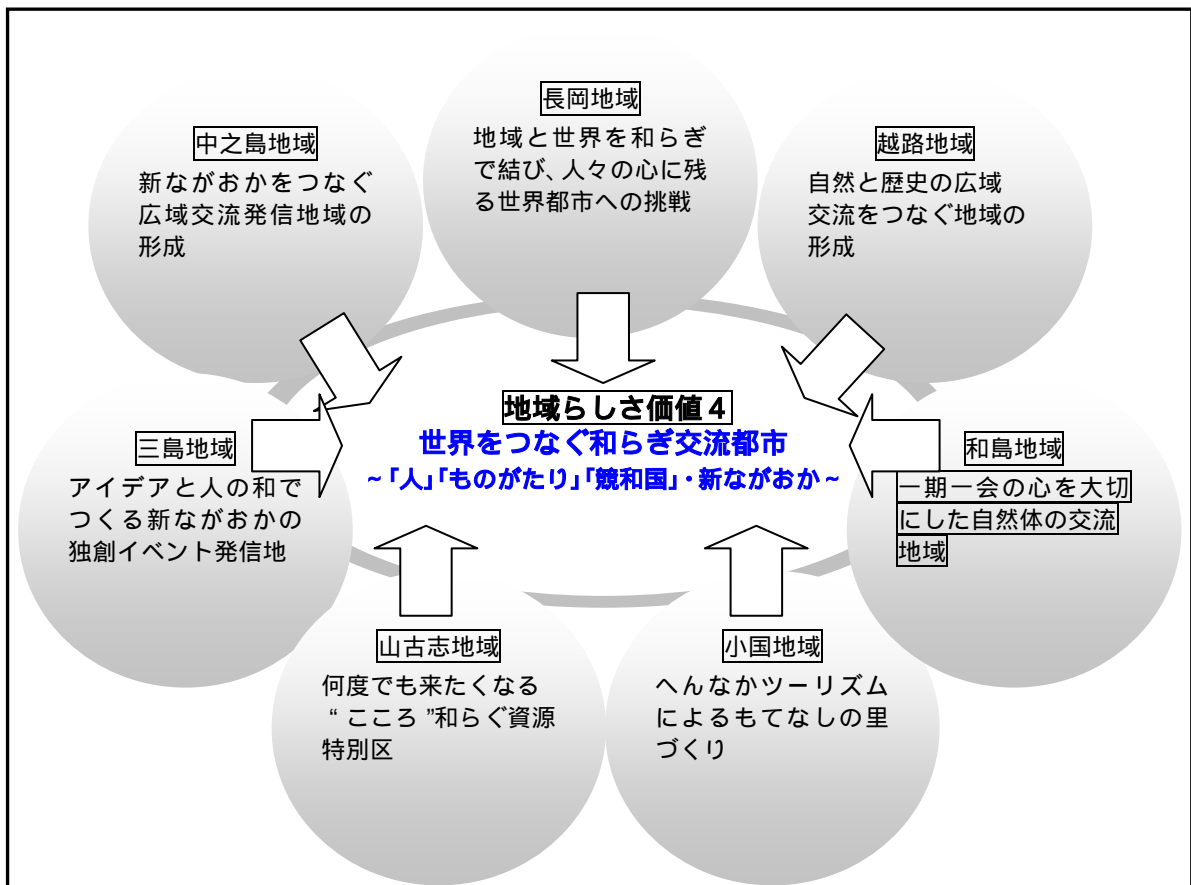 長岡地域
地域と世界を和らぎ
で結び、人々の心に残
る世界都市への挑戦
中之島地域
新ながおかをつなぐ
広域交流発信地域の
形成
越路地域
自然と歴史の広域
交流をつなぐ地域の
形成
地域らしさ価値４
世界をつなぐ和らぎ交流都市
~「人」「ものがたり」「競和国」・新ながおか~
三島地域
アイデアと人の和で
つくる新ながおかの
独創イベント発信地
和島地域
一期一会の心を大切
にした自然体の交流
地域
山古志地域
何度でも来たくなる
“こころ”和らぐ資源
特別区
小国地域
へんなかツーリズム
によるもてなしの里
づくり